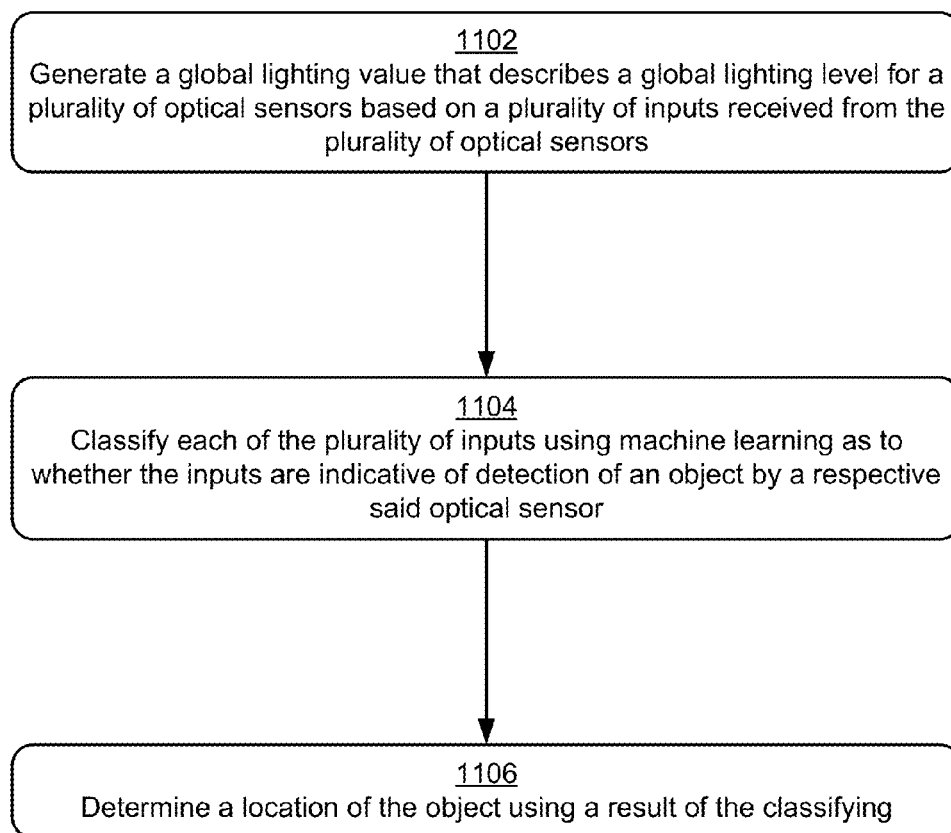 1102
Generate a global lighting value that describes a global lighting level for a
plurality of optical sensors based on a plurality of inputs received from the
plurality of optical sensors
1104
Classify each of the plurality of inputs using machine learning as to
whether the inputs are indicative of detection of an object by a respective
said optical sensor
1106
Determine a location of the object using a result of the classifying